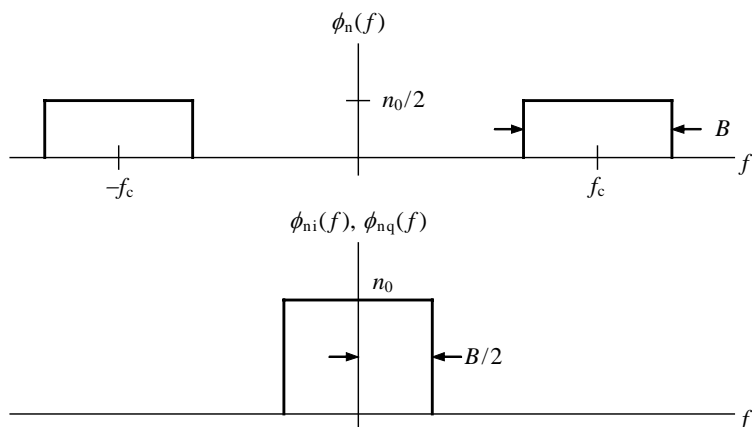 ϕn(f)
n0/2
B
–fc
fc
f
ϕni(f), ϕnq(f)
n0
B/2
f